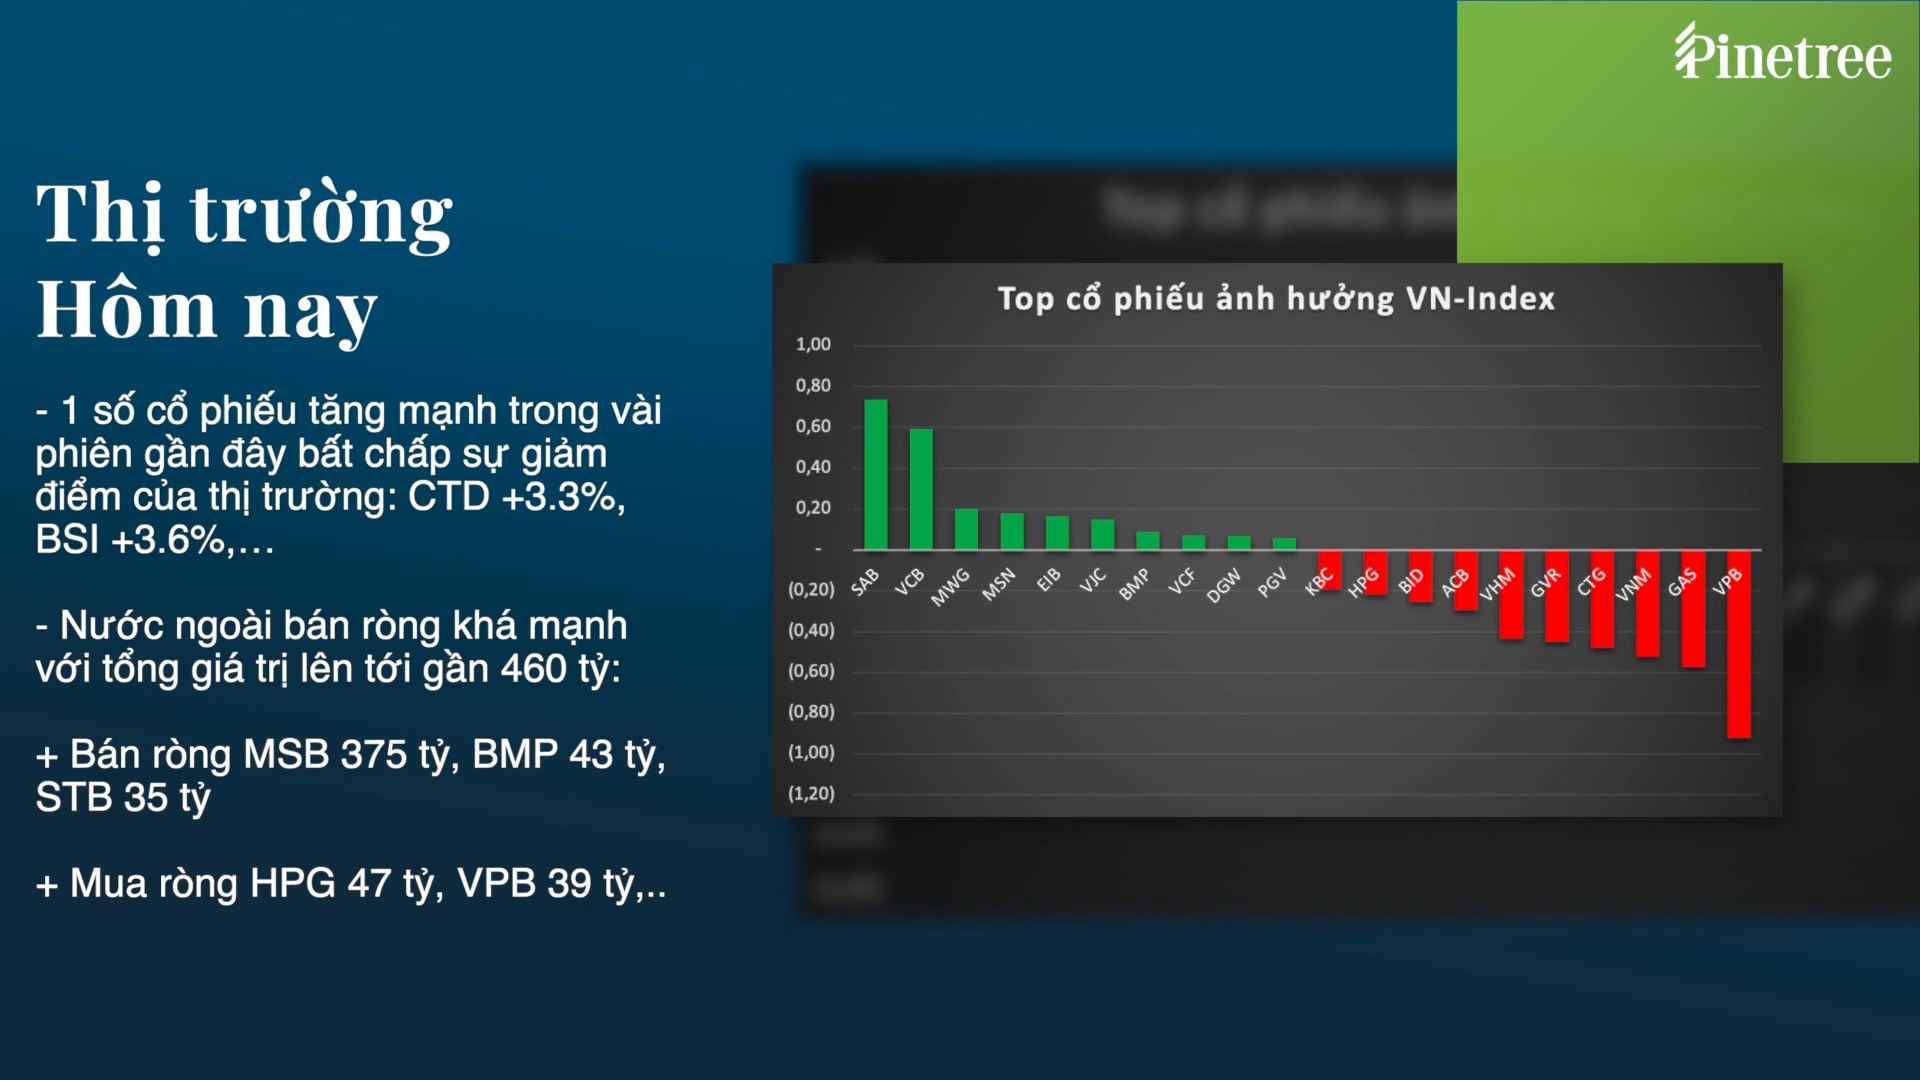 Pinetree
Thị trường
Hôm nay
- 1 số cổ phiếu tăng mạnh trong vài
phiên gần đây bất chấp sự giảm
điểm của thị trường: CTD +3.3%,
BSI +3.6%,...
- Nước ngoài bán ròng khá mạnh
với tổng giá trị lên tới gần 460 tỷ:
+ Bán ròng MSB 375 tỷ, BMP 43 tỷ,
STB 35 tỷ
+ Mua ròng HPG 47 tỷ, VPB 39 tỷ,..
Top cổ phiếu ảnh
Top cổ phiếu ảnh hưởng VN-Index
1,00
0,80
0,60
0,40
0,20
-
(0,20)
(0,40)
(0,60)
(0,80)
(1,00)
(1,20)
SAB VCB MWG MSN EIB VJC BMP VCF DGW PGV KBC HPG BID ACB VHM GVR CTG VNM GAS VPB